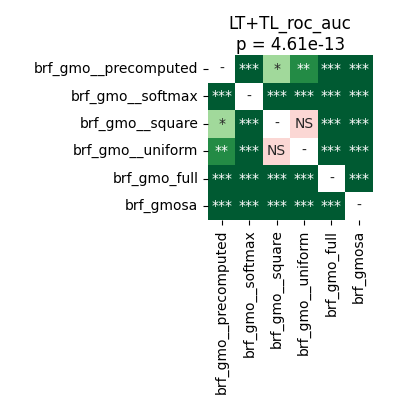 LT+TL_roc_auc
p = 4.61e-13
brf_gmo__precomputed - *** * ** *** ***
brf_gmo__softmax *** - *** *** *** ***
brf_gmo__square * *** - NS *** ***
brf_gmo__uniform ** *** NS - *** ***
brf_gmo_full *** *** *** *** - ***
brf_gmosa *** *** *** *** *** -
brf_gmo__precomputed
brf_gmo__softmax
brf_gmo__square
brf_gmo__uniform
brf_gmo_full
brf_gmosa